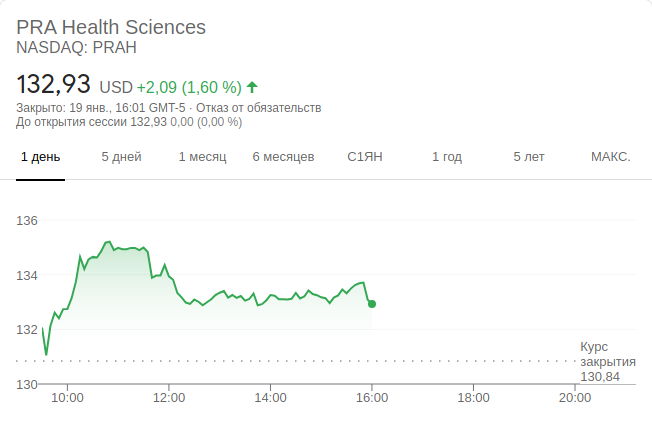 PRA Health Sciences
NASDAQ: PRAH
132,93 USD +2,09 (1,60 %)
Закрыто: 19 янв., 16:01 GMT-5 · Отказ от обязательств
До открытия сессии 132,93 0,00 (0,00 %)
1 день 5 дней 1 месяц 6 месяцев С1ЯН 1 год 5 лет МАКС.
136
134
132
Курс
закрытия
130,84
130
10:00 12:00 14:00 16:00 18:00 20:00